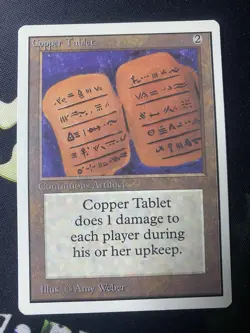 Copper Tablet 2
Continuous Artifact
Copper Tablet
does 1 damage to
each player during
his or her upkeep.
Illus. © Amy Weber